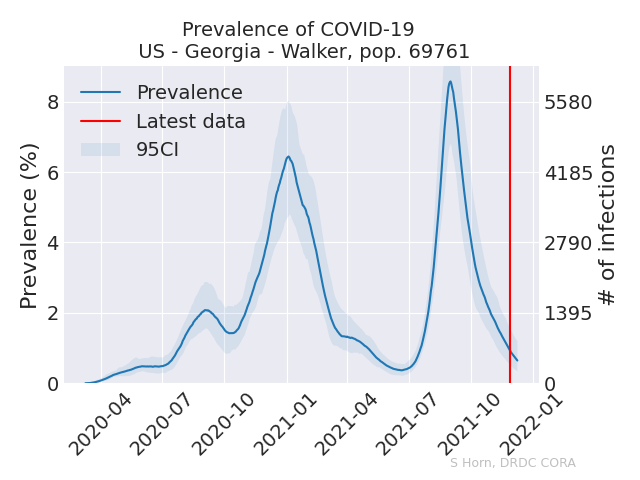 Prevalence of COVID-19
US - Georgia - Walker, pop. 69761
Prevalence
Latest data
95CI
Prevalence (%)
8
6
4
2
0
# of infections
5580
4185
2790
1395
0
2020-04
2020-07
2020-10
2021-01
2021-04
2021-07
2021-10
2022-01
S Horn, DRDC CORA